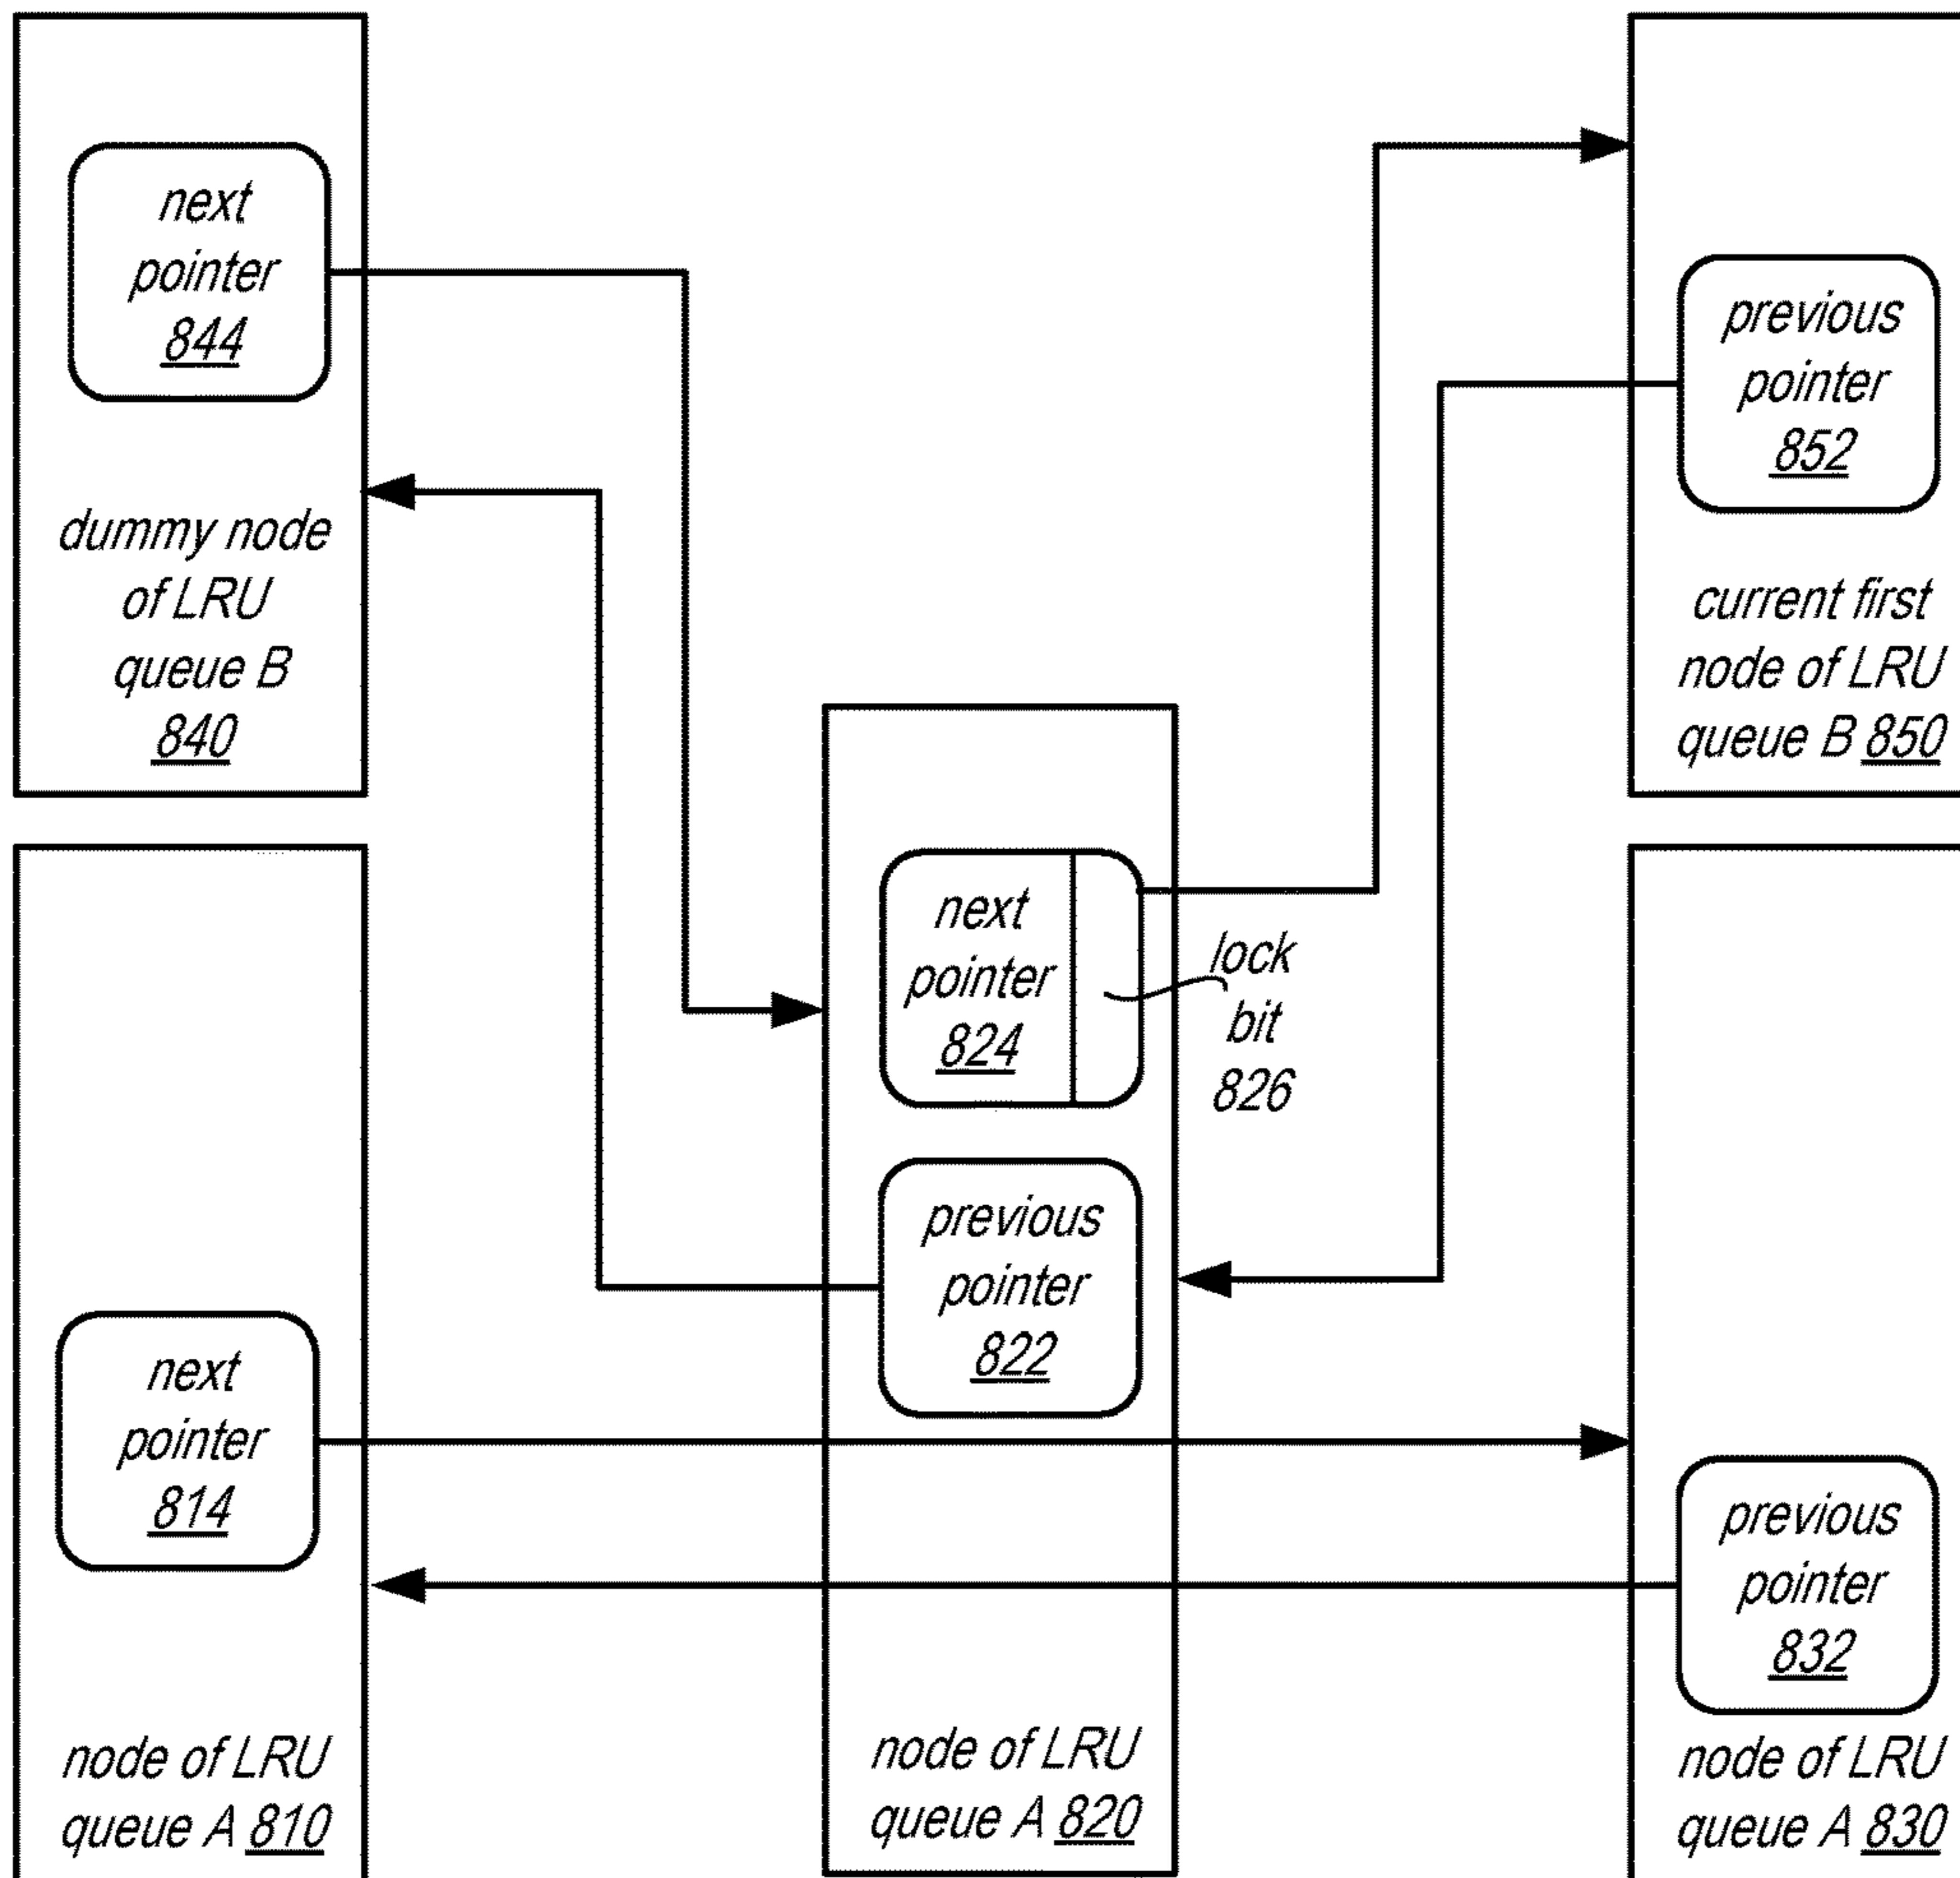 next
pointer
844
dummy node
of LRU
queue B
840
previous
pointer
852
current first
node of LRU
queue B 850
next
pointer
824
lock
bit
826
previous
pointer
822
node of LRU
queue A 820
next
pointer
814
node of LRU
queue A 810
previous
pointer
832
node of LRU
queue A 830